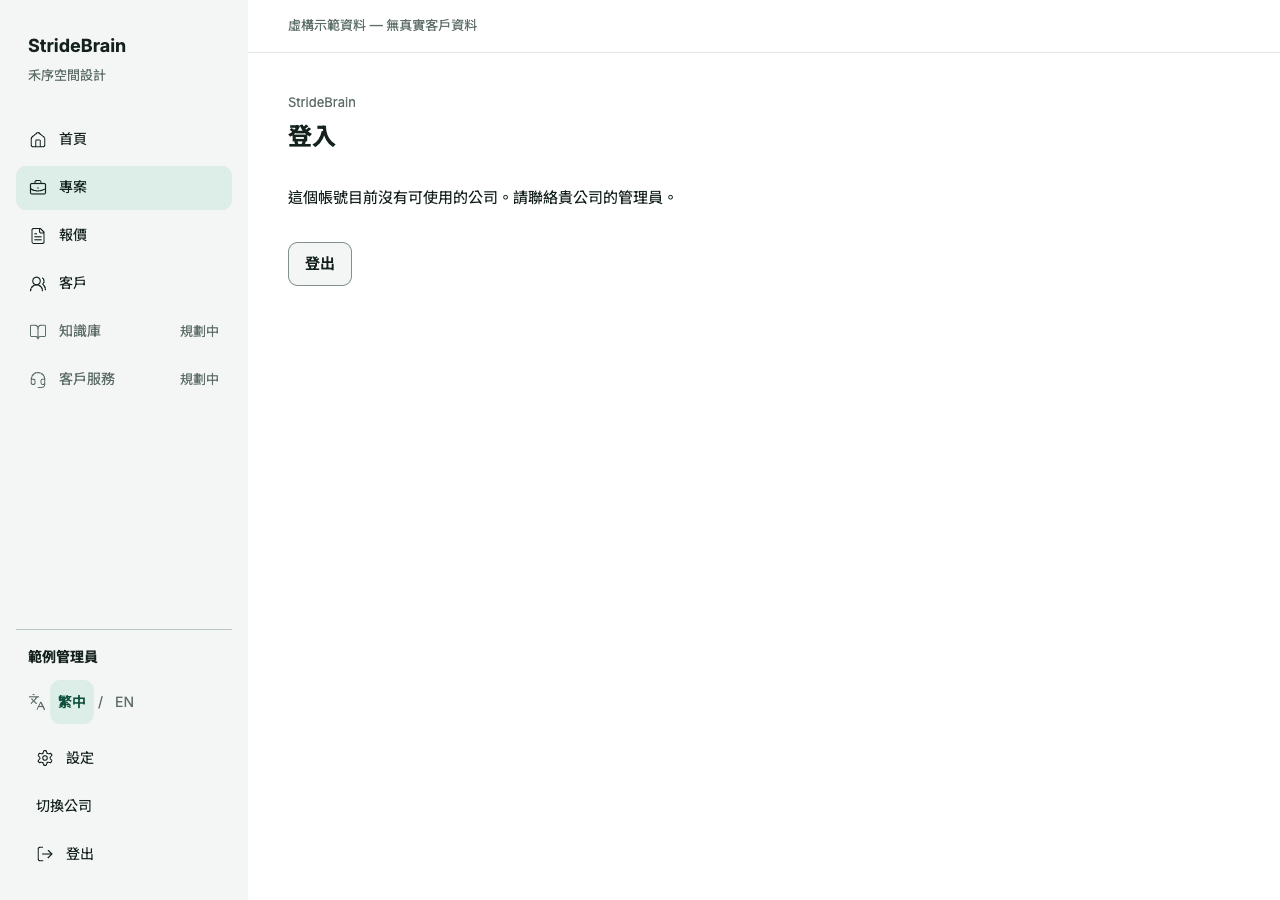 StrideBrain
禾序空間設計
首頁
專案
報價
客戶
知識庫 規劃中
客戶服務 規劃中
範例管理員
繁中 / EN
設定
切換公司
登出
虛構示範資料 — 無真實客戶資料
StrideBrain
登入
這個帳號目前沒有可使用的公司。請聯絡貴公司的管理員。
登出